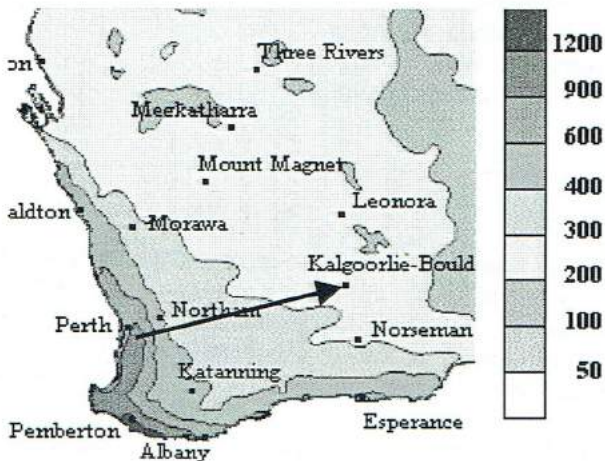 Three Rivers
on
Meekatharra
Mount Magnet
Leonora
aldton
Morawa
Kalgoorlie-Bould
Northam
Perth
Norseman
Katanning
Esperance
Pemberton
Albany
1200
900
600
400
300
200
100
50